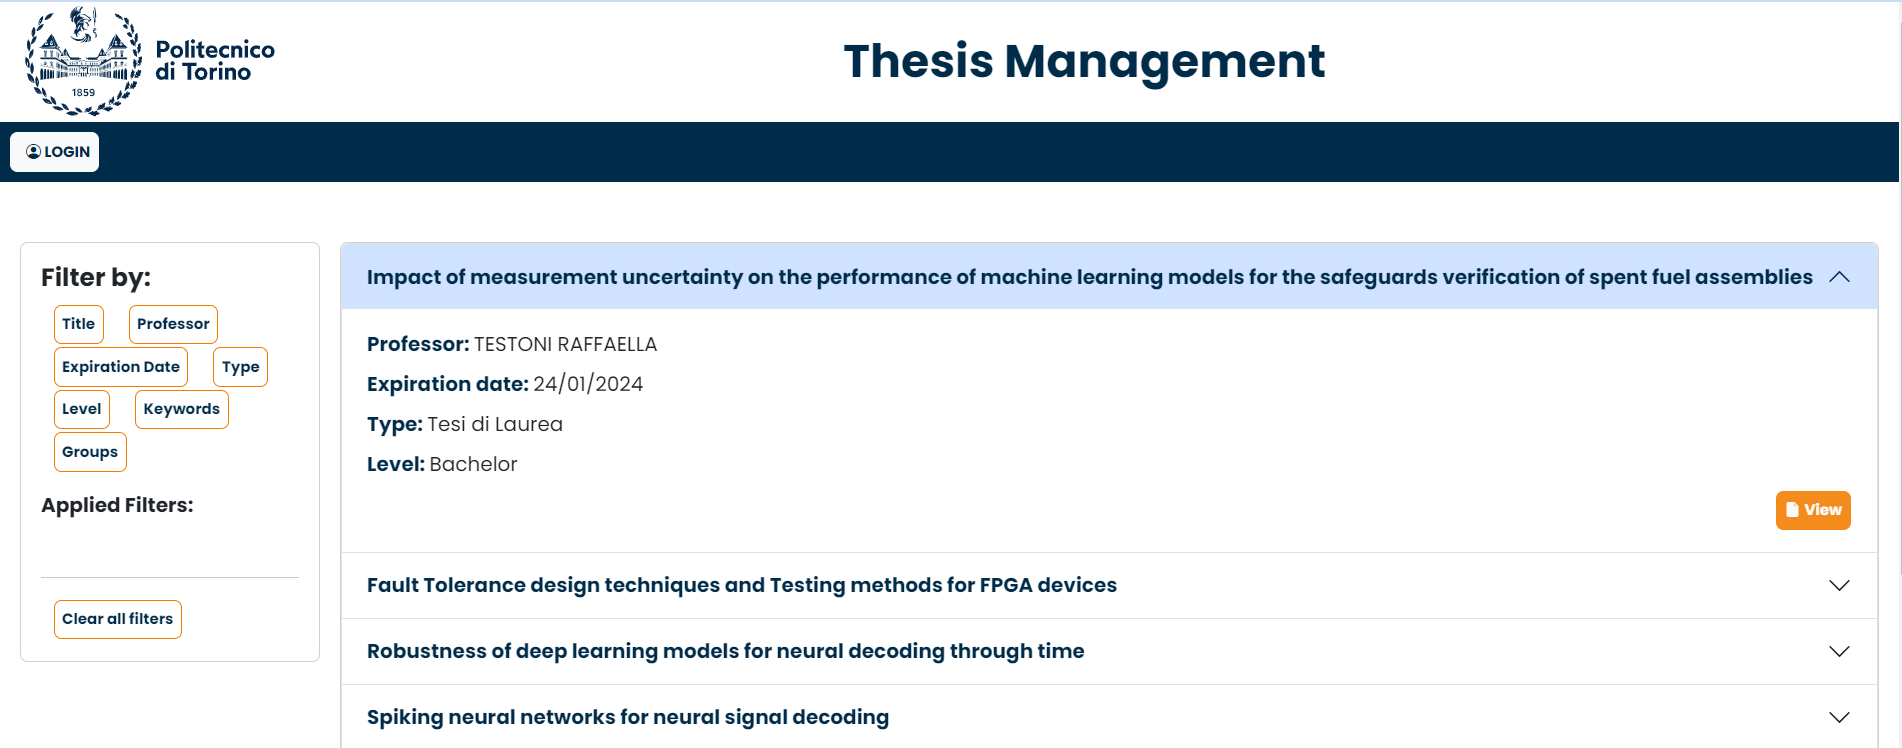 1859
Politecnico
di Torino
Thesis Management
LOGIN
Filter by:
Title
Professor
Expiration Date
Type
Level
Keywords
Groups
Applied Filters:
Clear all filters
Impact of measurement uncertainty on the performance of machine learning models for the safeguards verification of spent fuel assemblies
Professor: TESTONI RAFFAELLA
Expiration date: 24/01/2024
Type: Tesi di Laurea
Level: Bachelor
View
Fault Tolerance design techniques and Testing methods for FPGA devices
Robustness of deep learning models for neural decoding through time
Spiking neural networks for neural signal decoding